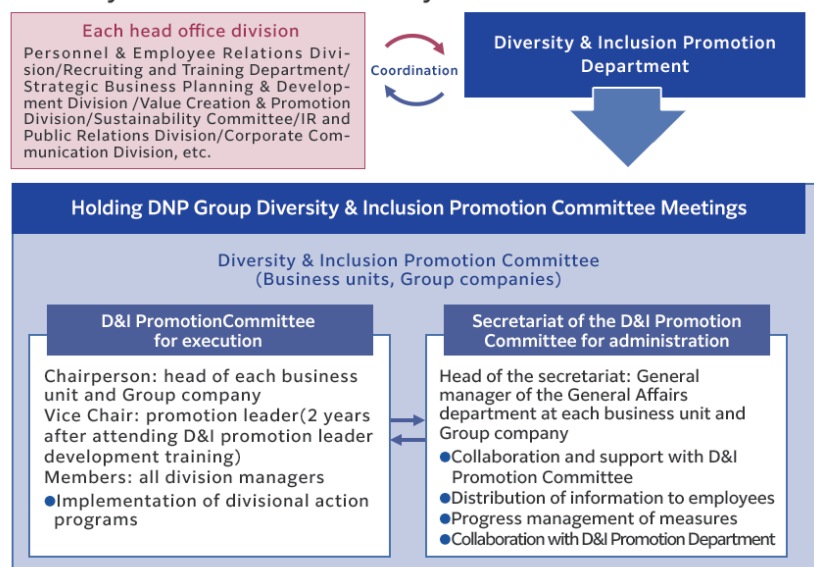 Each head office division
Personnel & Employee Relations Divi-
sion/Recruiting and Training Department/
Strategic Business Planning & Develop-
ment Division /Value Creation & Promotion
Division/Sustainability Committee/IR and
Public Relations Division/Corporate Com-
munication Division, etc.
Coordination
Diversity & Inclusion Promotion
Department
Holding DNP Group Diversity & Inclusion Promotion Committee Meetings
Diversity & Inclusion Promotion Committee
(Business units, Group companies)
D&I PromotionCommittee
for execution
Chairperson: head of each business
unit and Group company
Vice Chair: promotion leader(2 years
after attending D&I promotion leader
development training)
Members: all division managers
●Implementation of divisional action
programs
Secretariat of the D&I Promotion
Committee for administration
Head of the secretariat: General
manager of the General Affairs
department at each business unit and
Group company
●Collaboration and support with D&I
Promotion Committee
●Distribution of information to employees
●Progress management of measures
●Collaboration with D&I Promotion Department